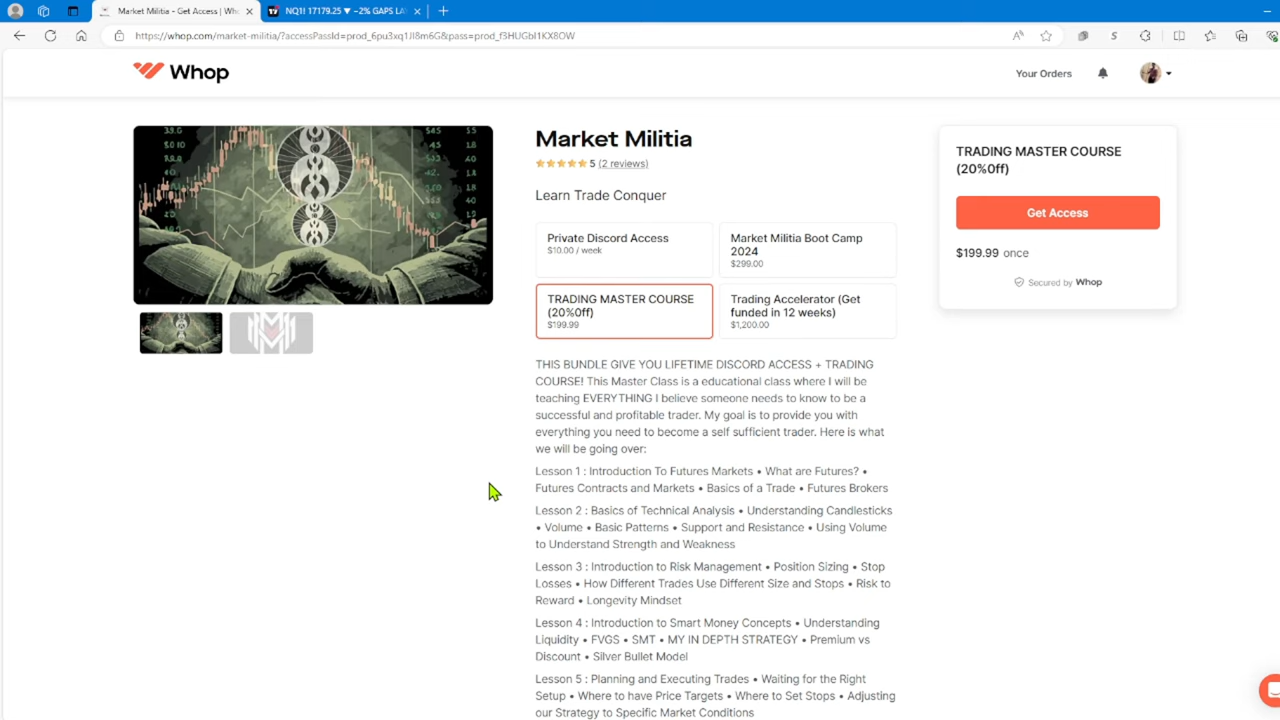 Market Militia - Get Access | Who
NQ1! 17179.25 ▼ −2% GAPS LA
https://whop.com/market-militia/?accessPassId=prod_6pu3xq1JI8m6G&pass=prod_f3HUGbI1KX8OW
Whop
Your Orders
Market Militia
5 (2 reviews)
Learn Trade Conquer
Private Discord Access
$10.00 / week
Market Militia Boot Camp
2024
$299.00
TRADING MASTER COURSE
(20%0ff)
$199.99
Trading Accelerator (Get
funded in 12 weeks)
$1,200.00
THIS BUNDLE GIVE YOU LIFETIME DISCORD ACCESS + TRADING
COURSE! This Master Class is a educational class where I will be
teaching EVERYTHING I believe someone needs to know to be a
successful and profitable trader. My goal is to provide you with
everything you need to become a self sufficient trader. Here is what
we will be going over:
Lesson 1 : Introduction To Futures Markets • What are Futures? •
Futures Contracts and Markets • Basics of a Trade • Futures Brokers
Lesson 2 : Basics of Technical Analysis • Understanding Candlesticks
• Volume • Basic Patterns • Support and Resistance • Using Volume
to Understand Strength and Weakness
Lesson 3 : Introduction to Risk Management • Position Sizing • Stop
Losses • How Different Trades Use Different Size and Stops • Risk to
Reward • Longevity Mindset
Lesson 4 : Introduction to Smart Money Concepts • Understanding
Liquidity • FVGS • SMT • MY IN DEPTH STRATEGY • Premium vs
Discount • Silver Bullet Model
Lesson 5 : Planning and Executing Trades • Waiting for the Right
Setup • Where to have Price Targets • Where to Set Stops • Adjusting
our Strategy to Specific Market Conditions
TRADING MASTER COURSE
(20%0ff)
Get Access
$199.99 once
Secured by Whop